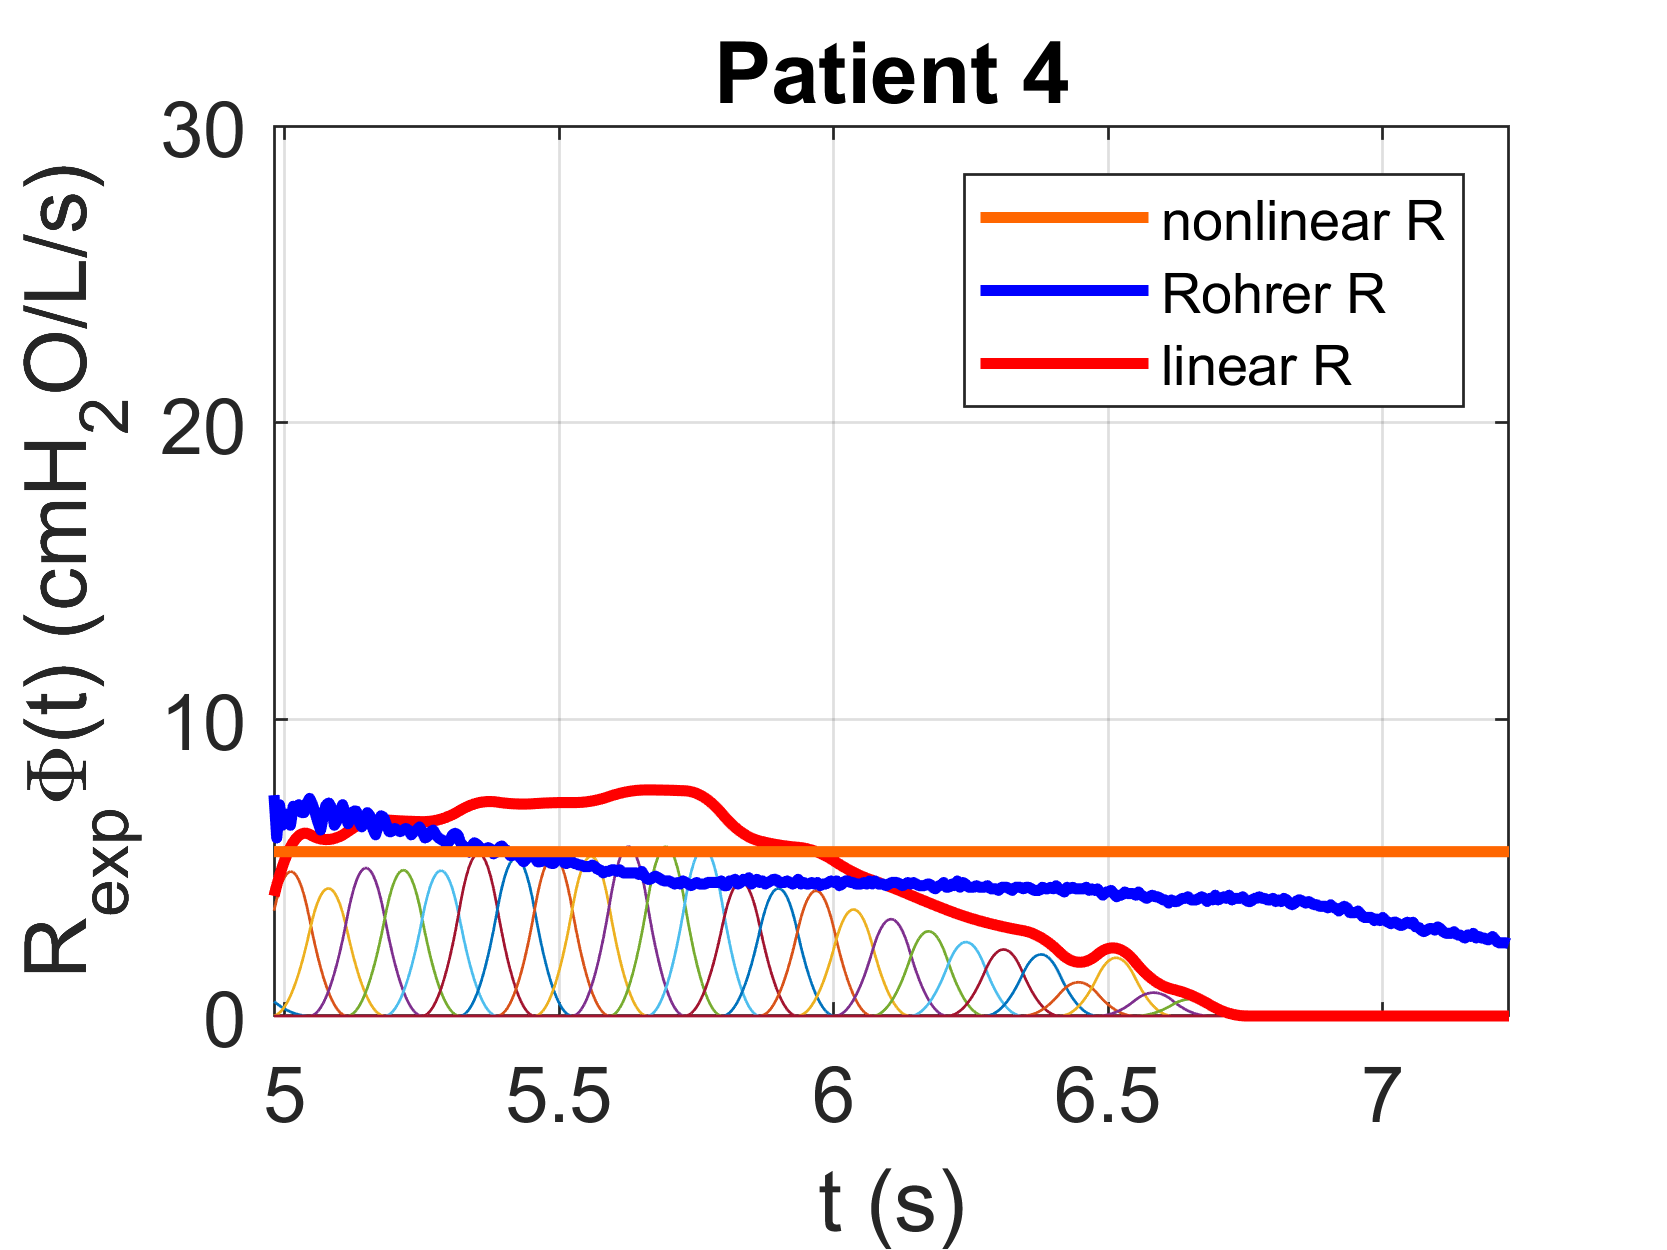 Patient 4
30
20
10
0
R_exp Φ(t) (cmH_2O/L/s)
nonlinear R
Rohrer R
linear R
5 5.5 6 6.5 7
t (s)